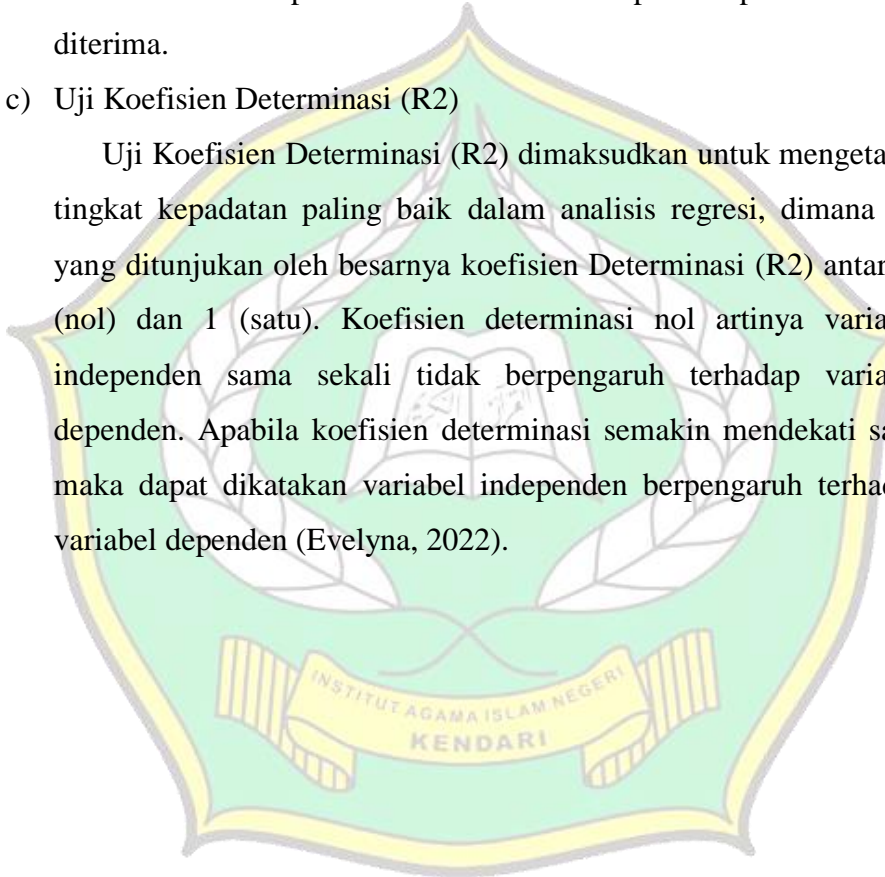 diterima.
c) Uji Koefisien Determinasi (R2)
Uji Koefisien Determinasi (R2) dimaksudkan untuk mengeta
tingkat kepadatan paling baik dalam analisis regresi, dimana
yang ditunjukan oleh besarnya koefisien Determinasi (R2) antar
(nol) dan 1 (satu). Koefisien determinasi nol artinya varia
independen sama sekali tidak berpengaruh terhadap varia
dependen. Apabila koefisien determinasi semakin mendekati sa
maka dapat dikatakan variabel independen berpengaruh terhad
variabel dependen (Evelyna, 2022).
INSTITUT AGAMA ISLAM NEGERI
KENDARI